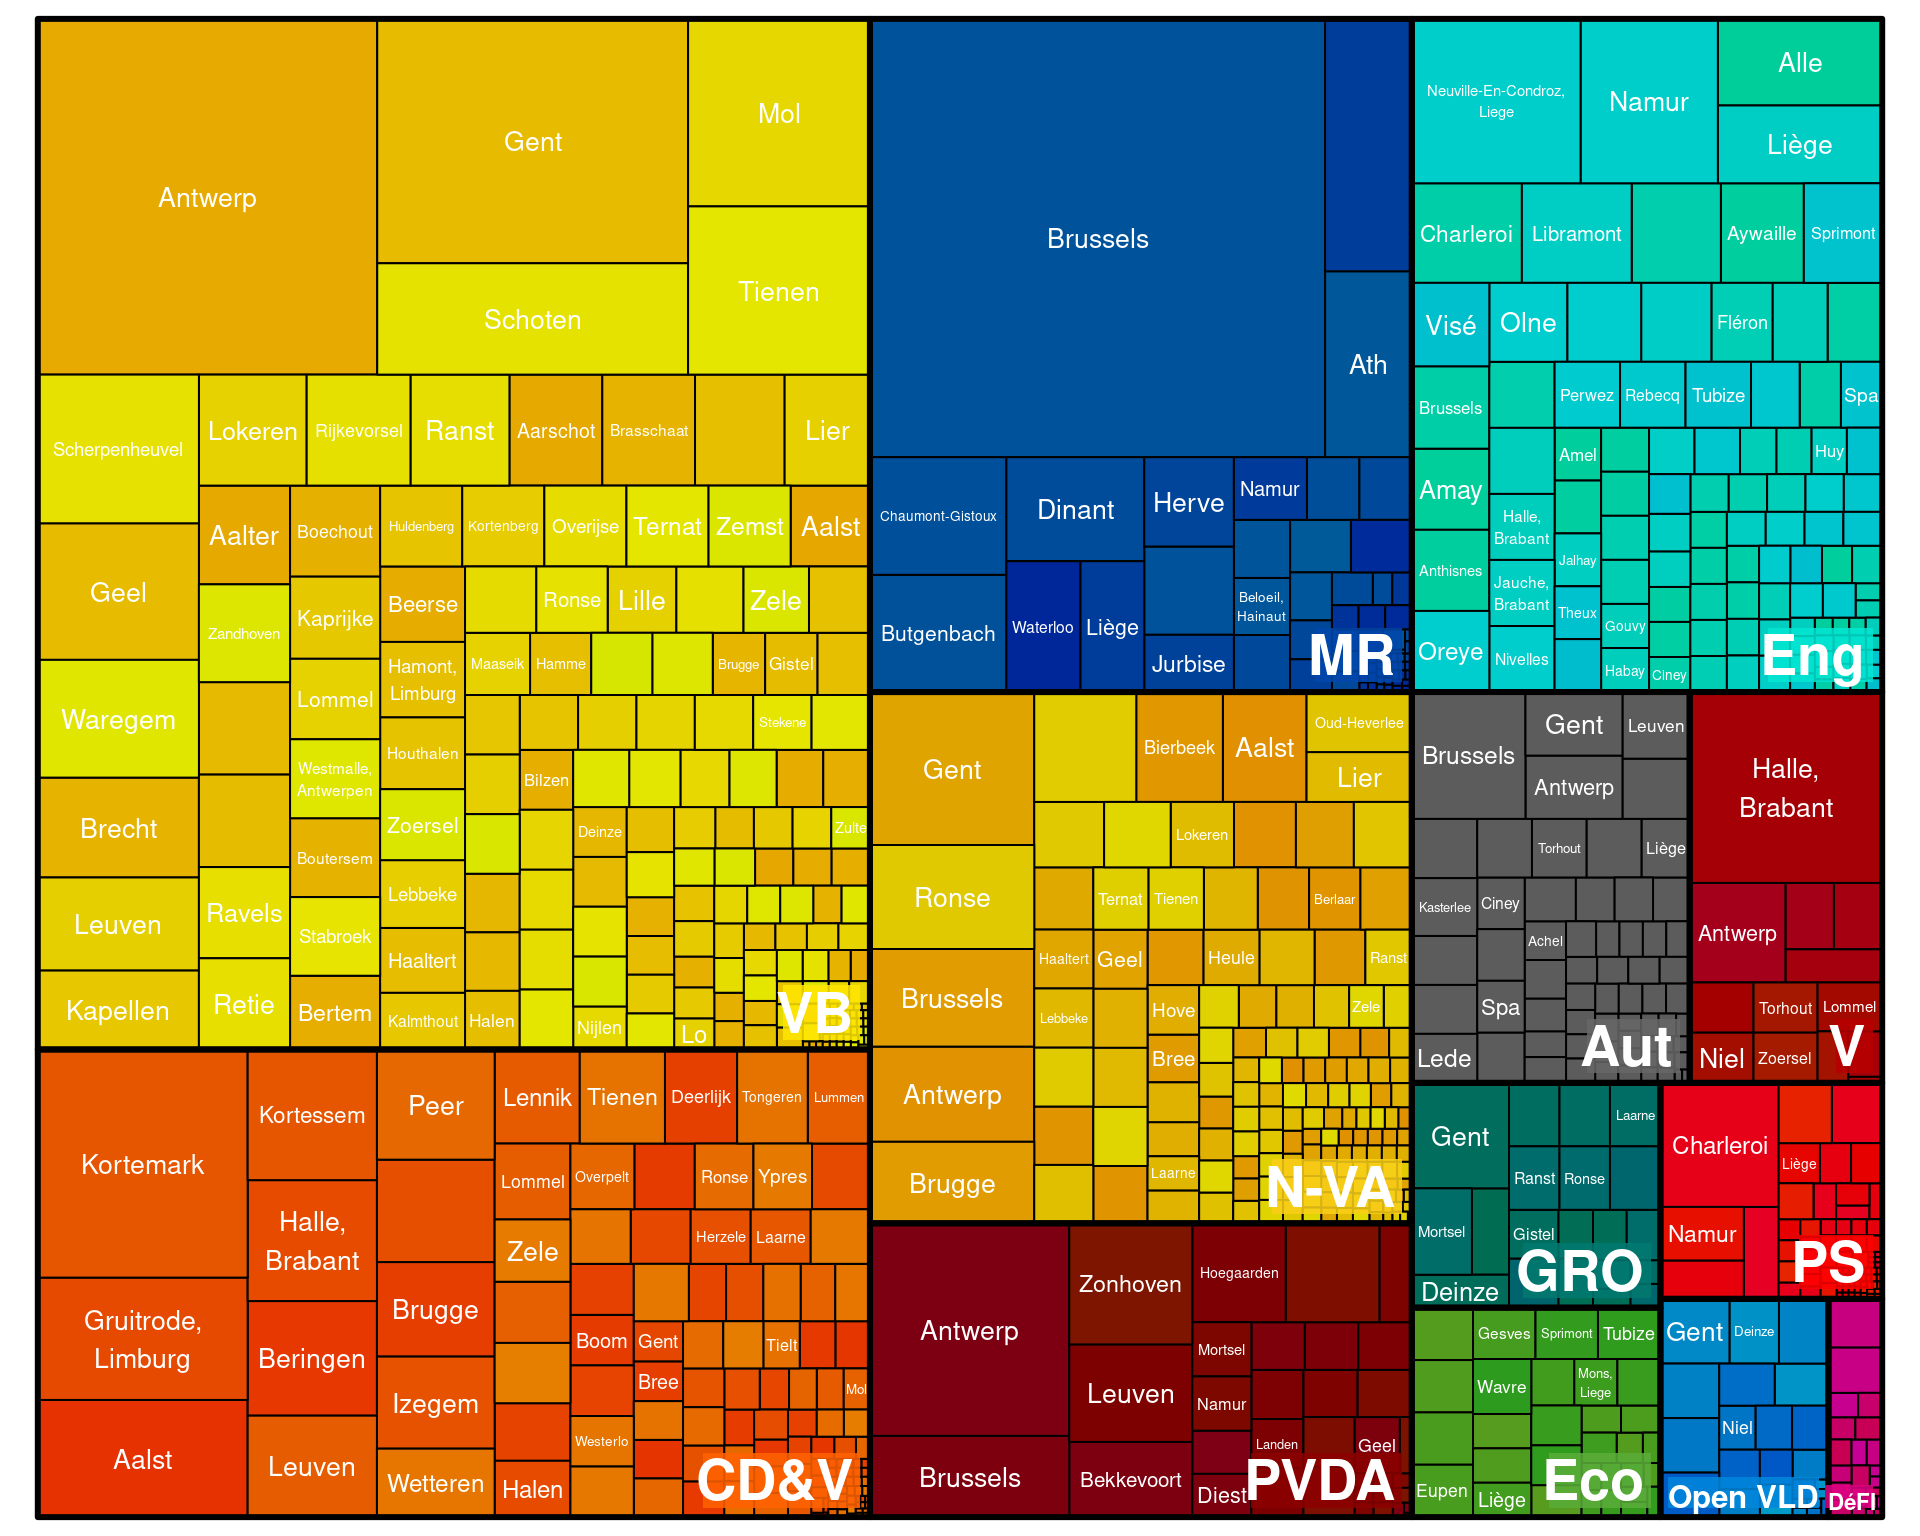 Antwerp
Gent
Mol
Schoten
Tienen
Scherpenheuvel
Lokeren
Rijkevorsel
Ranst
Aarschot
Brasschaat
Lier
Geel
Aalter
Boechout
Huldenberg
Kortenberg
Overijse
Ternat
Zemst
Aalst
Zandhoven
Kaprijke
Beerse
Ronse
Lille
Zele
Waregem
Lommel
Hamont,
Limburg
Maaseik
Hamme
Brugge
Gistel
Stekene
Brecht
Westmalle,
Antwerpen
Houthalen
Bilzen
Zoersel
Deinze
Zulte
Boutersem
Leuven
Ravels
Lebbeke
Stabroek
Haaltert
Kapellen
Retie
Bertem
Kalmthout
Halen
Nijlen
Lo
VB
Brussels
Ath
Chaumont-Gistoux
Dinant
Herve
Namur
Butgenbach
Waterloo
Liège
Beloeil,
Hainaut
Jurbise
MR
Neuville-En-Condroz,
Liege
Namur
Alle
Liège
Charleroi
Libramont
Aywaille
Sprimont
Visé
Olne
Fléron
Brussels
Perwez
Rebecq
Tubize
Spa
Amay
Amel
Huy
Halle,
Brabant
Anthisnes
Jalhay
Jauche,
Brabant
Theux
Gouvy
Oreye
Nivelles
Habay
Ciney
Eng
Gent
Bierbeek
Aalst
Oud-Heverlee
Lier
Ronse
Lokeren
Ternat
Tienen
Berlaar
Brussels
Haaltert
Geel
Heule
Ranst
Lebbeke
Hove
Zele
Antwerp
Bree
Brugge
Laarne
N-VA
Brussels
Gent
Leuven
Antwerp
Torhout
Liège
Kasterlee
Ciney
Achel
Spa
Lede
Aut
Halle,
Brabant
Antwerp
Torhout
Lommel
Niel
Zoersel
V
Kortemark
Kortessem
Peer
Lennik
Tienen
Deerlijk
Tongeren
Lummen
Halle,
Brabant
Lommel
Overpelt
Ronse
Ypres
Zele
Herzele
Laarne
Gruitrode,
Limburg
Beringen
Brugge
Boom
Gent
Tielt
Izegem
Bree
Mol
Aalst
Leuven
Wetteren
Westerlo
Halen
CD&V
Antwerp
Zonhoven
Hoegaarden
Leuven
Mortsel
Namur
Brussels
Bekkevoort
Landen
Geel
Diest
PVDA
Gent
Laarne
Ranst
Ronse
Mortsel
Gistel
Deinze
GRO
Charleroi
Liège
Namur
PS
Gesves
Sprimont
Tubize
Wavre
Mons,
Liege
Eupen
Liège
Eco
Gent
Deinze
Niel
Open VLD
DéFI